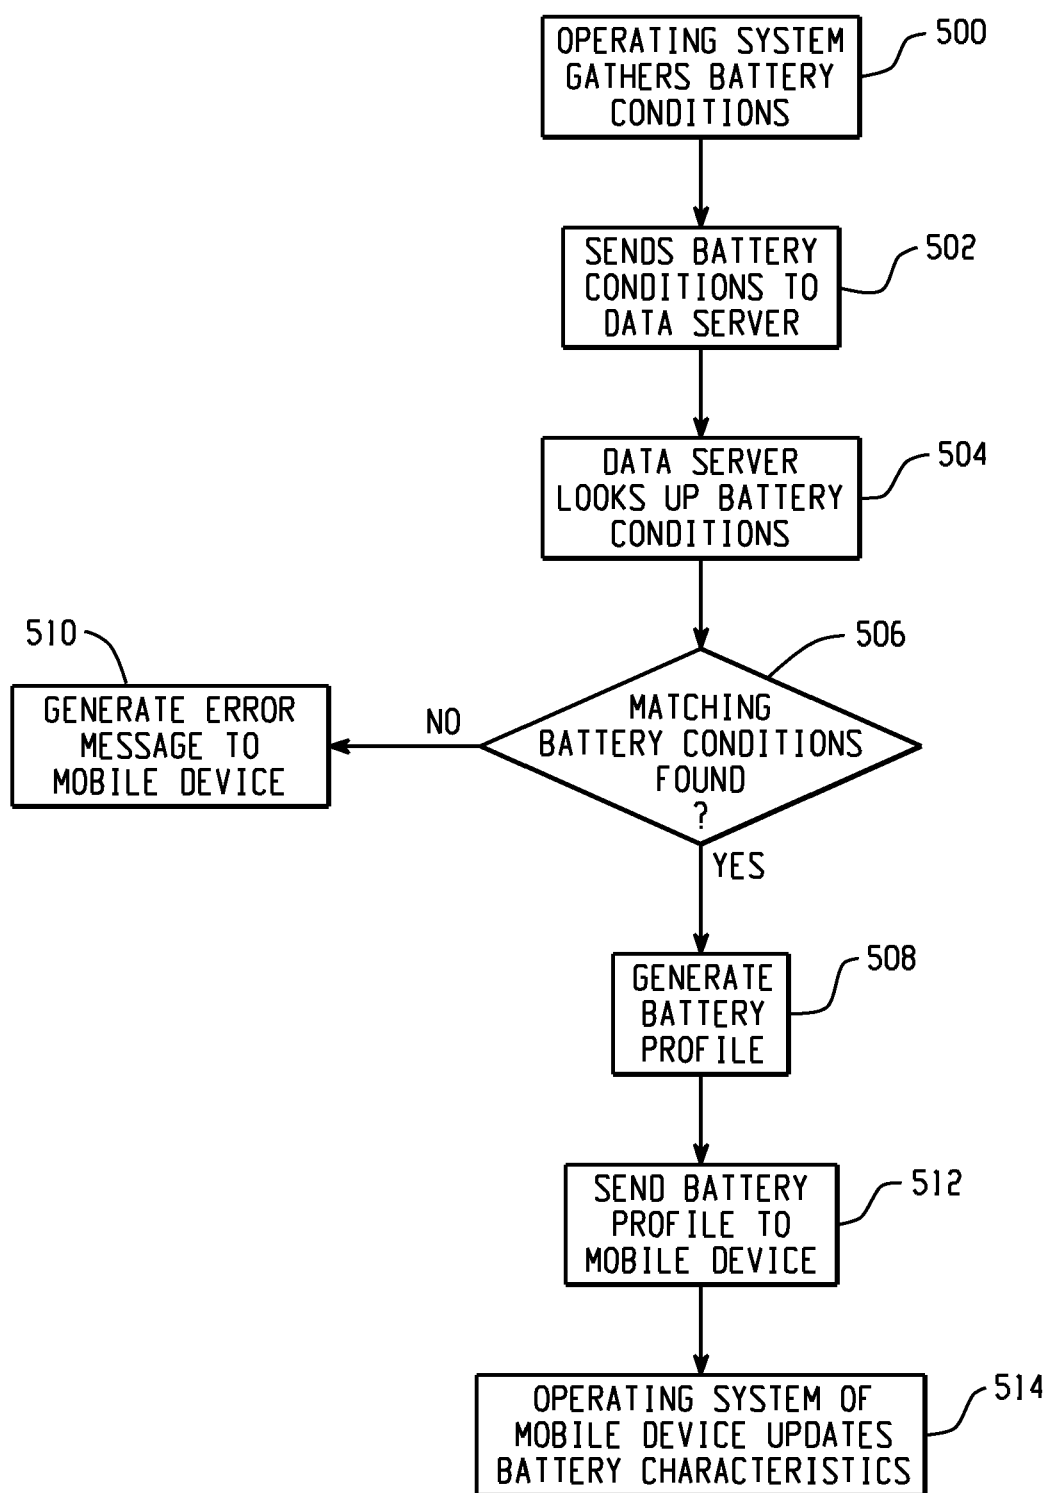 OPERATING SYSTEM
GATHERS BATTERY
CONDITIONS
500
SENDS BATTERY
CONDITIONS TO
DATA SERVER
502
DATA SERVER
LOOKS UP BATTERY
CONDITIONS
504
MATCHING
BATTERY CONDITIONS
FOUND
?
506
NO
510
GENERATE ERROR
MESSAGE TO
MOBILE DEVICE
YES
GENERATE
BATTERY
PROFILE
508
SEND BATTERY
PROFILE TO
MOBILE DEVICE
512
OPERATING SYSTEM OF
MOBILE DEVICE UPDATES
BATTERY CHARACTERISTICS
514